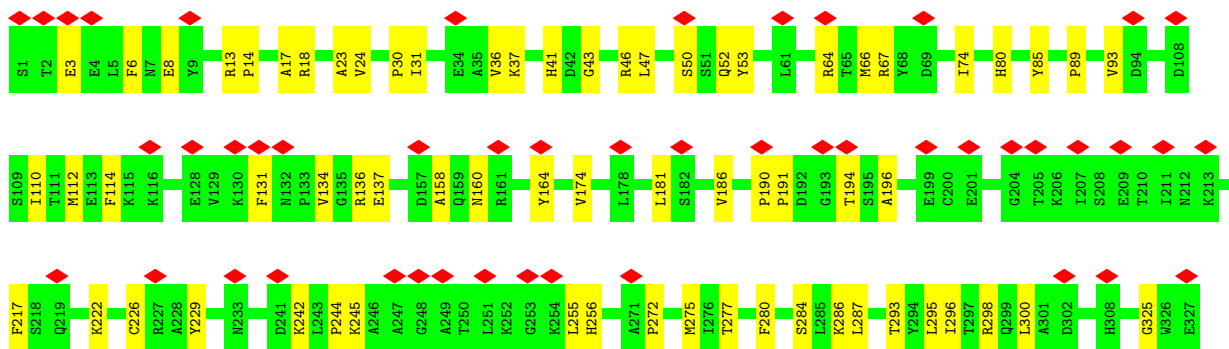 S1 T2 E3 E4 L5 F6 N7 E8 Y9 R13 P14 A17 R18 A23 V24 P30 I31 E34 A35 V36 K37 H41 D42 G43 R46 L47 S50 S51 Q52 Y53 L61 R64 T65 M66 R67 Y68 D69 I74 H80 Y85 P89 V93 D94 D108
S109 I110 T111 M112 E113 F114 K115 K116 E128 V129 K130 F131 N132 P133 V134 G135 R136 E137 D157 A158 Q159 N160 R161 Y164 V174 L178 L181 S182 V186 P190 P191 D192 G193 T194 S195 A196 E199 C200 E201 G204 T205 K206 I207 S208 E209 T210 I211 N212 K213
F217 S218 Q219 K222 C226 R227 A228 Y229 N233 D241 K242 L243 P244 K245 A246 A247 G248 A249 T250 L251 K252 G253 K254 L255 H256 A271 P272 M275 I276 T277 F280 S284 L285 K286 L287 T293 Y294 L295 I296 T297 R298 Q299 L300 A301 D302 H308 G325 W326 E327